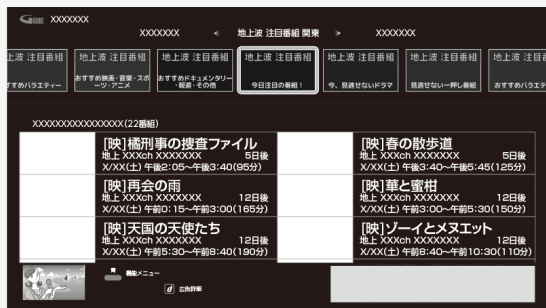 G GUIDE XXXXXXX
XXXXXXX ◀ 地上波 注目番組 関東 ▶ XXXXXXX
上波 注目番組
すすめバラエティー
地上波 注目番組
おすすめ映画・音楽・スポーツ・アニメ
地上波 注目番組
おすすめドキュメンタリー・報道・その他
地上波 注目番組
今日注目の番組!
地上波 注目番組
今、見逃せないドラマ
地上波 注目番組
見逃せない一押し番組
地上波 注目番
おすすめバラエテ
XXXXXXXXXXXXXXX(22番組)
[映]橘刑事の捜査ファイル
地上 XXXch XXXXXXX 5日後
X/XX(土) 午後2:05~午後3:40(95分)
[映]春の散歩道
地上 XXXch XXXXXXX 5日後
X/XX(土) 午後3:40~午後5:45(125分)
[映]再会の雨
地上 XXXch XXXXXXX 12日後
X/XX(土) 午前0:15~午前3:00(165分)
[映]華と蜜柑
地上 XXXch XXXXXXX 12日後
X/XX(土) 午前3:00~午前5:30(150分)
[映]天国の天使たち
地上 XXXch XXXXXXX 12日後
X/XX(土) 午前5:30~午前8:40(190分)
[映]ゾーイとメヌエット
地上 XXXch XXXXXXX 12日後
X/XX(土) 午前8:40~午前10:30(110分)
青 機能メニュー
d 広告詳細